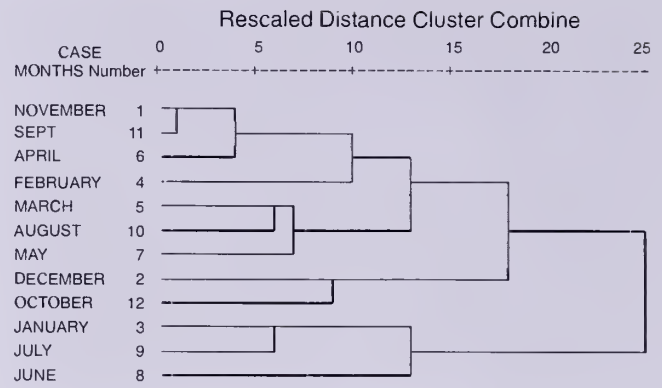 Rescaled Distance Cluster Combine
CASE 0 5 10 15 20 25
MONTHS Number
NOVEMBER 1
SEPT 11
APRIL 6
FEBRUARY 4
MARCH 5
AUGUST 10
MAY 7
DECEMBER 2
OCTOBER 12
JANUARY 3
JULY 9
JUNE 8